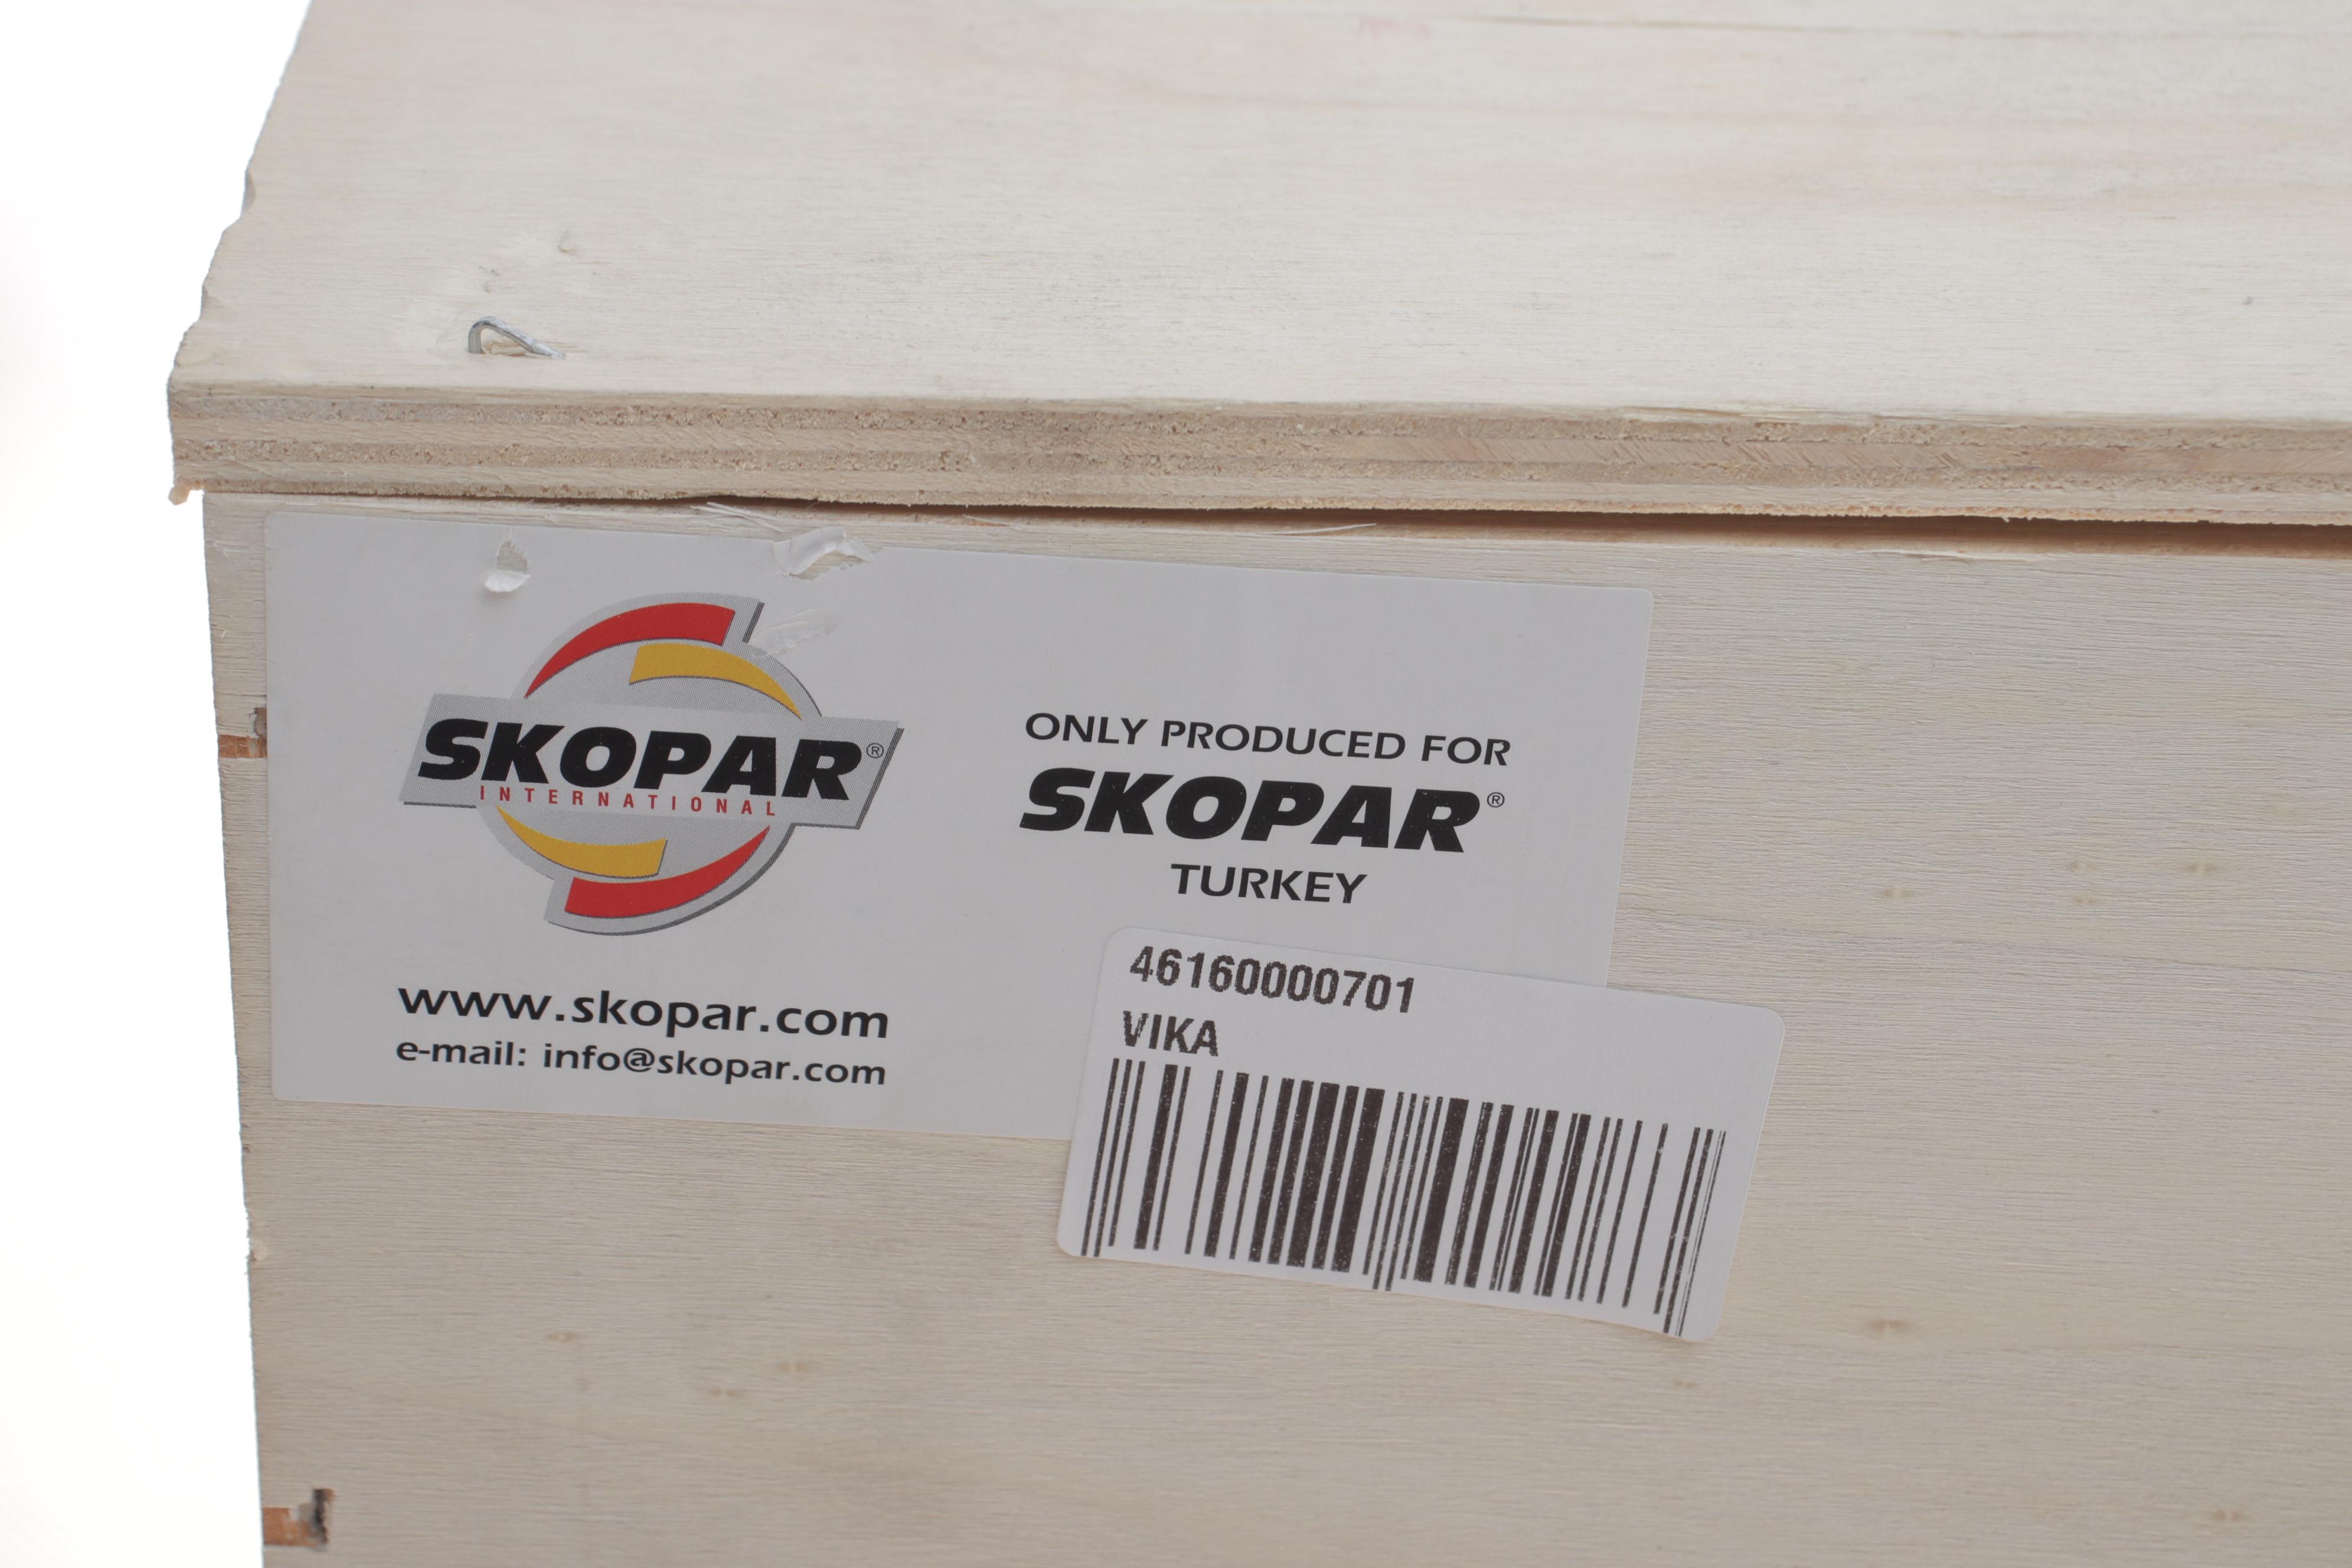 SKOPAR®
INTERNATIONAL
www.skopar.com
e-mail: info@skopar.com
ONLY PRODUCED FOR
SKOPAR®
TURKEY
46160000701
VIKA